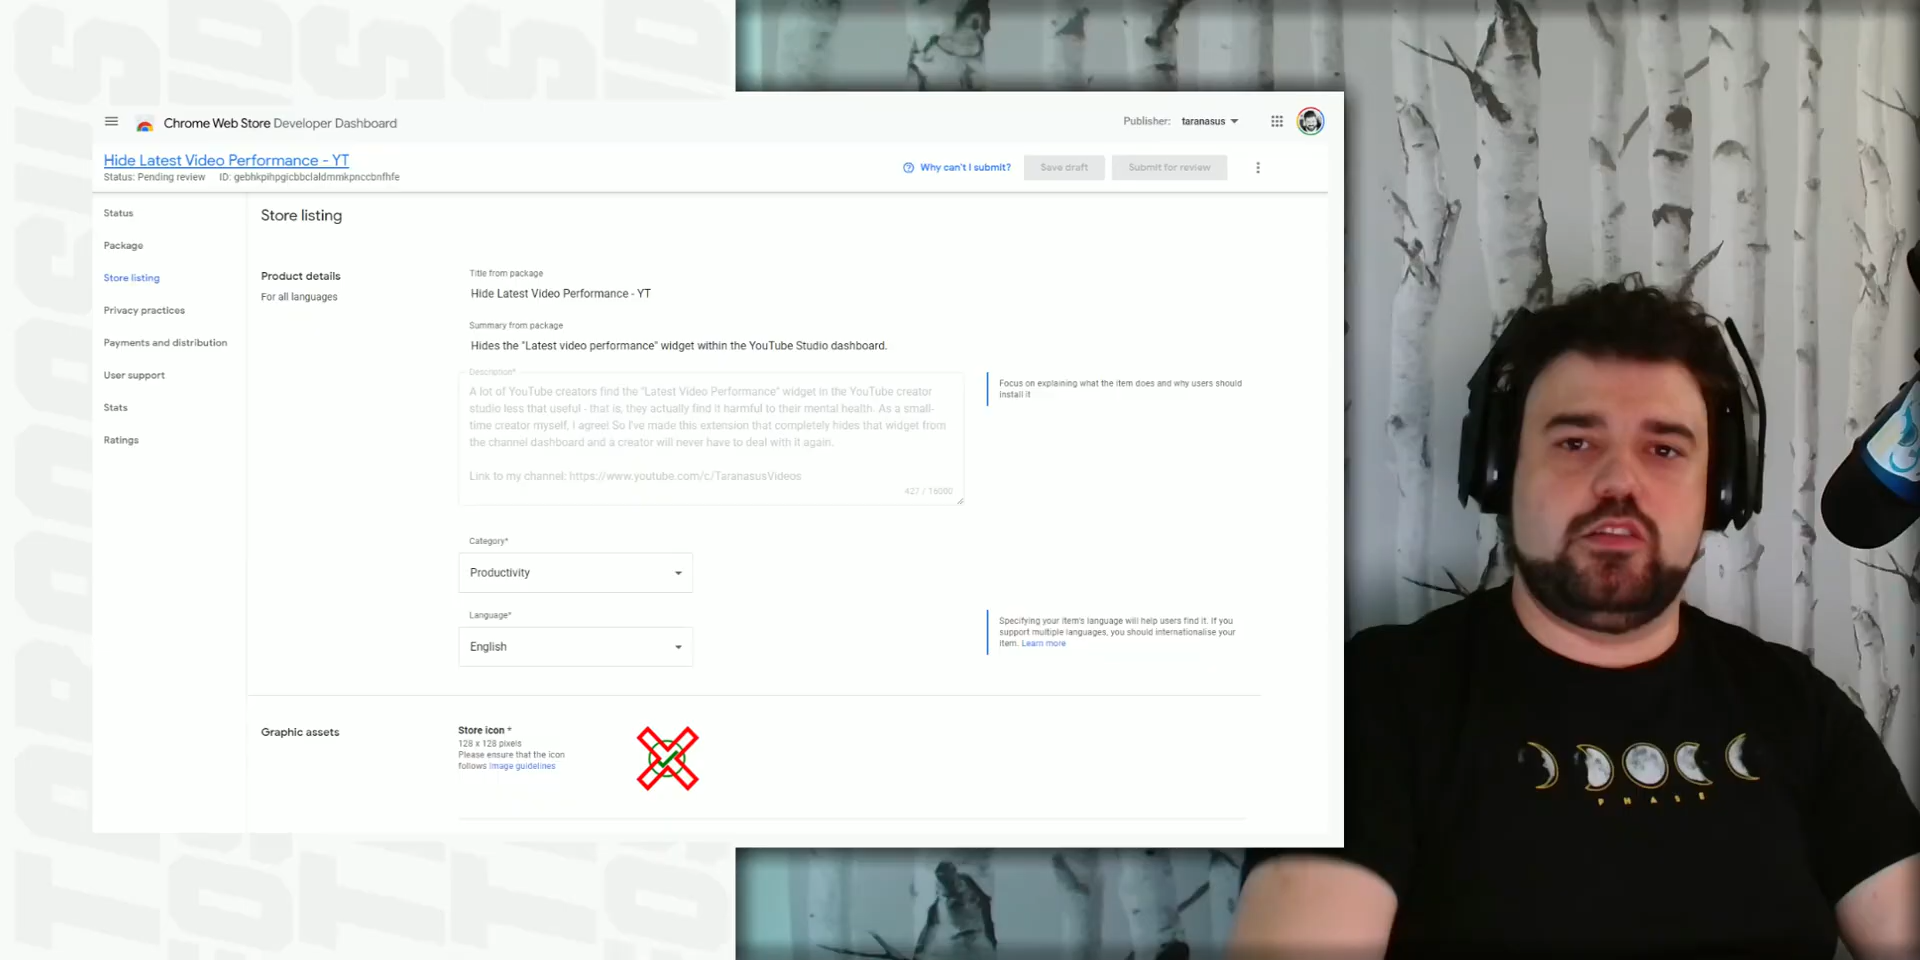 Chrome Web Store Developer Dashboard
Publisher: taranasus
Hide Latest Video Performance - YT
Status: Pending review ID: gebhkpihpgicbbclaldmmkpnccbnfhfe
Why can't I submit?
Save draft
Submit for review
Status
Package
Store listing
Privacy practices
Payments and distribution
User support
Stats
Ratings
Store listing
Product details
For all languages
Title from package
Hide Latest Video Performance - YT
Summary from package
Hides the "Latest video performance" widget within the YouTube Studio dashboard.
Description*
A lot of YouTube creators find the "Latest Video Performance" widget in the YouTube creator
studio less that useful - that is, they actually find it harmful to their mental health. As a small-
time creator myself, I agree! So I've made this extension that completely hides that widget from
the channel dashboard and a creator will never have to deal with it again.
Link to my channel: https://www.youtube.com/c/TaranasusVideos
427 / 16000
Focus on explaining what the item does and why users should
install it
Category*
Productivity
Language*
English
Specifying your item's language will help users find it. If you
support multiple languages, you should internationalise your
item. Learn more
Graphic assets
Store icon *
128 x 128 pixels
Please ensure that the icon
follows image guidelines
PHASE